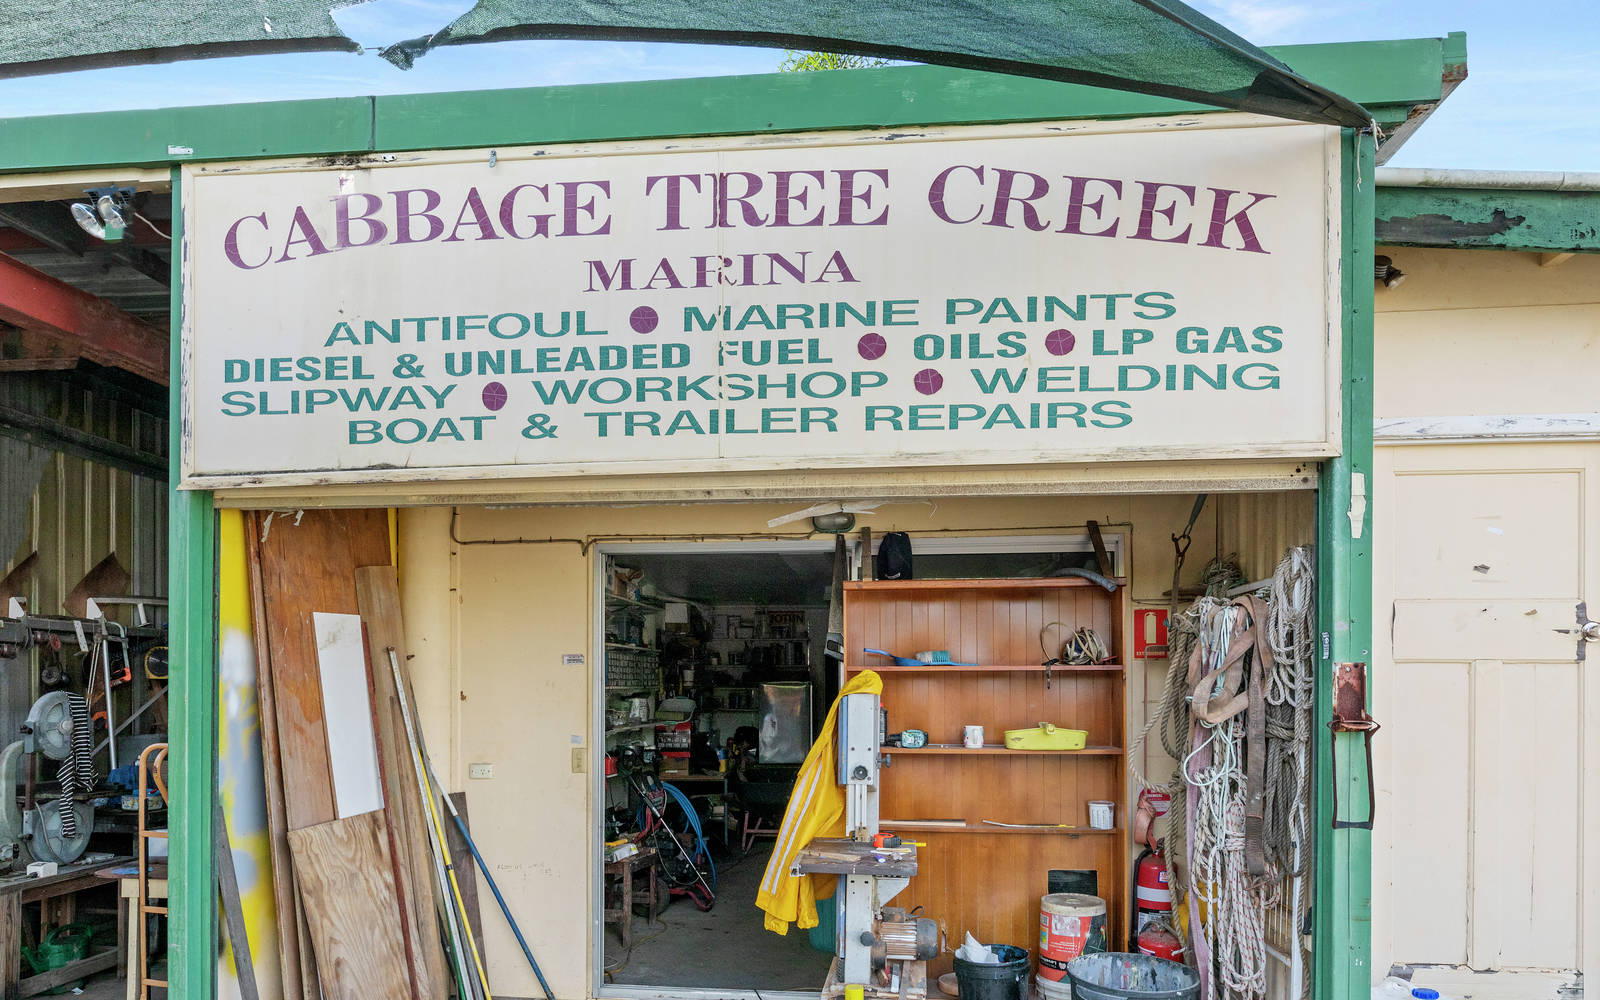 CABBAGE TREE CREEK
MARINA
ANTIFOUL • MARINE PAINTS
DIESEL & UNLEADED FUEL • OILS • LP GAS
SLIPWAY • WORKSHOP • WELDING
BOAT & TRAILER REPAIRS
JOTUN